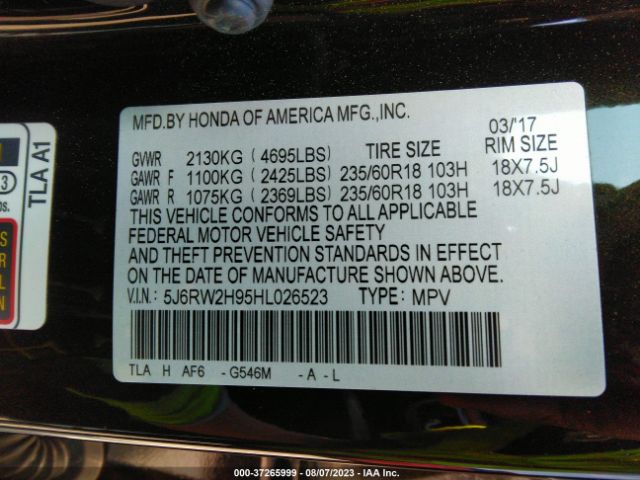 MFD.BY HONDA OF AMERICA MFG.,INC. 03/'17
GVWR 2130KG (4695LBS) TIRE SIZE RIM SIZE
GAWR F 1100KG (2425LBS) 235/60R18 103H 18X7.5J
GAWR R 1075KG (2369LBS) 235/60R18 103H 18X7.5J
THIS VEHICLE CONFORMS TO ALL APPLICABLE
FEDERAL MOTOR VEHICLE SAFETY
AND THEFT PREVENTION STANDARDS IN EFFECT
ON THE DATE OF MANUFACTURE SHOWN ABOVE.
V.I.N.: 5J6RW2H95HL026523 TYPE: MPV
TLA H AF6 - G546M - A - L
TLA A1
000-37265999 - 08/07/2023 - IAA Inc.